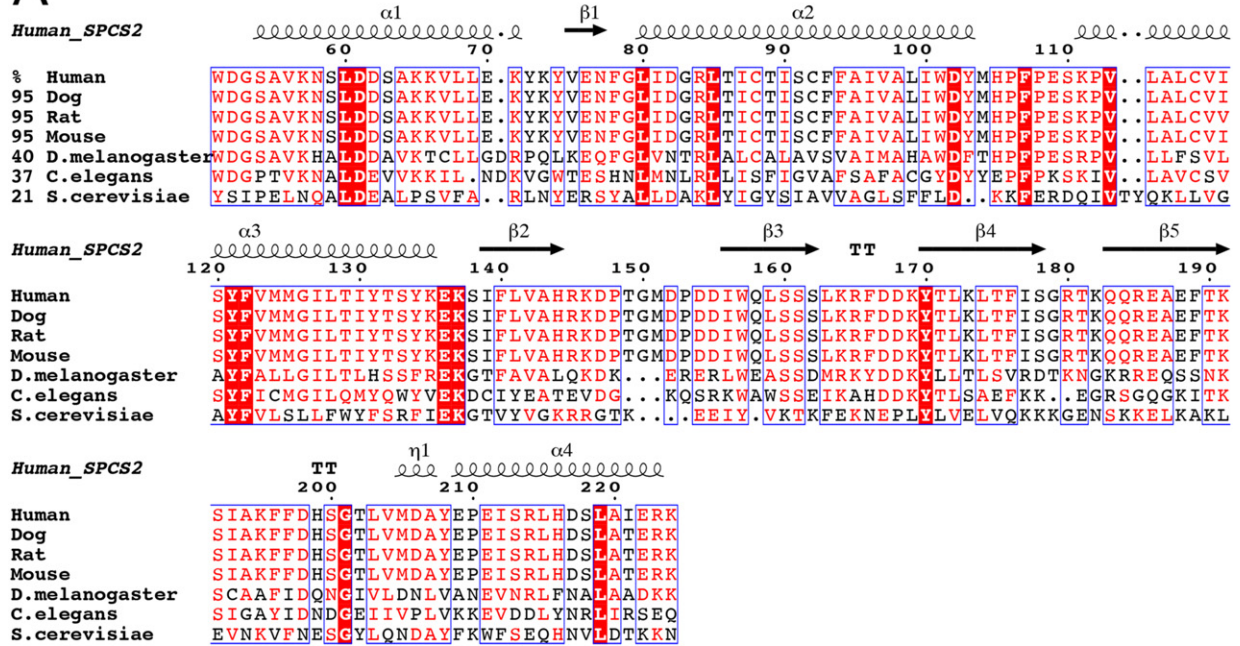 A
α1 β1 α2
Human_SPCS2
60 70 80 90 100 110
% Human WDGSAVKNSLDDSAKKVLLE.KYKYVENFGLIDGRLTICTISCFFAIVALIWDYMHPFPESKPV..LALCVI
95 Dog WDGSAVKNSLDDSAKKVLLE.KYKYVENFGLIDGRLTICTISCFFAIVALIWDYMHPFPESKPV..LALCVI
95 Rat WDGSAVKNSLDDSAKKVLLE.KYKYVENFGLIDGRLTICTISCFFAIVALIWDYMHPFPESKPV..LALCVV
95 Mouse WDGSAVKNSLDDSAKKVLLE.KYKYVENFGLIDGRLTICTISCFFAIVALIWDYMHPFPESKPV..LALCVI
40 D.melanogaster WDGSAVKHALDDAVKTCLLGDRPQLKEQFGLVNTRLALCALAVSVAIMAHAWDFTHPFPESRPV..LLFSVL
37 C.elegans WDGPTVKNALDEVVKKIL.NDKVGWTESHNLMNLRLLISFIGVAFSAFACGYDYYEPFPKSKIV..LAVCSV
21 S.cerevisiae YSIPELNQALDEALPSVFA..RLNYERSYALLDAKLYIGYSIAVVAGLSFFLD..KKFERDQIVTYQKLLVG
α3 β2 β3 β4 β5
Human_SPCS2 TT
120 130 140 150 160 170 180 190
Human SYFVMMGILTIYTSYKEKSIFLVAHRKDPTGMDPDDIWQLSSSLKRFDDKYTLKLTFISGRTKQQREAEFTK
Dog SYFVMMGILTIYTSYKEKSIFLVAHRKDPTGMDPDDIWQLSSSLKRFDDKYTLKLTFISGRTKQQREAEFTK
Rat SYFVMMGILTIYTSYKEKSIFLVAHRKDPTGMDPDDIWQLSSSLKRFDDKYTLKLTFISGRTKQQREAEFTK
Mouse SYFVMMGILTIYTSYKEKSIFLVAHRKDPTGMDPDDIWQLSSSLKRFDDKYTLKLTFISGRTKQQREAEFTK
D.melanogaster AYFALLGILTLHSSFREKGTFAVALQKDK...ERERLWEASSDMRKYDDKYLLTLSVRDTKNGKRREQSSNK
C.elegans SYFICMGILQMYQWYVEKDCIYEATEVDG...KQSRKWAWSSEIKAHDDKYTLSAEFKK..EGRSGQGKITK
S.cerevisiae AYFVLSLLFWYFSRFIEKGTVYVGKRRGTK...EEIY.VKTKFEKNEPLYLVELVQKKKGENSKKELKAKL
η1 α4
Human_SPCS2 TT
200 210 220
Human SIAKFFDHSGTLVMDAYEPEISRLHDSLAIERK
Dog SIAKFFDHSGTLVMDAYEPEISRLHDSLATERK
Rat SIAKFFDHSGTLVMDAYEPEISRLHDSLATERK
Mouse SIAKFFDHSGTLVMDAYEPEISRLHDSLATERK
D.melanogaster SCAAFIDQNGIVLDNLVANEVNRLFNALAADKK
C.elegans SIGAYIDNDGEIIVPLVKKEVDDLYNRLIRSEQ
S.cerevisiae EVNKVFNESGYLQNDAYFKWFSEQHNVLDTKKN